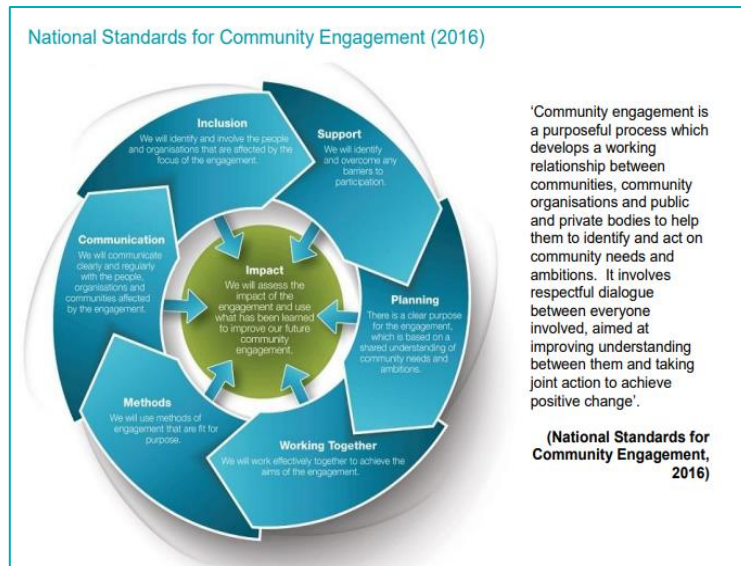 National Standards for Community Engagement (2016)
Inclusion
We will identify and involve the people
and organisations that are affected by the
focus of the engagement.
Support
We will identify
and overcome any
barriers to
participation.
Planning
There is a clear purpose
for the engagement,
which is based on a
shared understanding of
community needs and
ambitions.
Working Together
We will work effectively together to achieve the
aims of the engagement.
Methods
We will use methods of
engagement that are fit for
purpose.
Communication
We will communicate
clearly and regularly
with the people,
organisations and
communities affected
by the engagement.
Impact
We will assess the
impact of the
engagement and use
what has been learned
to improve our future
community
engagement.
‘Community engagement is
a purposeful process which
develops a working
relationship between
communities, community
organisations and public
and private bodies to help
them to identify and act on
community needs and
ambitions. It involves
respectful dialogue
between everyone
involved, aimed at
improving understanding
between them and taking
joint action to achieve
positive change’.
(National Standards for
Community Engagement,
2016)